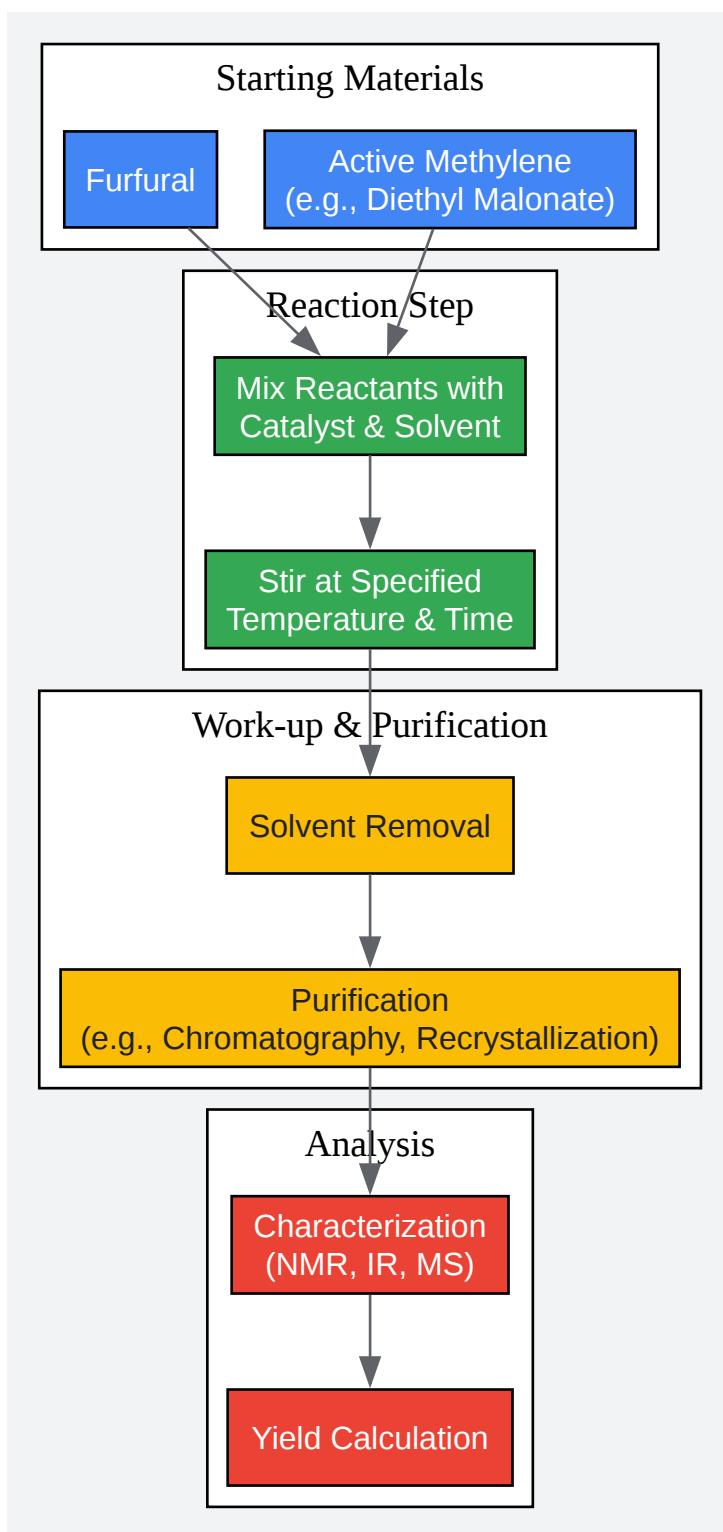 Starting Materials
Furfural
Active Methylene
(e.g., Diethyl Malonate)
Reaction Step
Mix Reactants with
Catalyst & Solvent
Stir at Specified
Temperature & Time
Work-up & Purification
Solvent Removal
Purification
(e.g., Chromatography, Recrystallization)
Analysis
Characterization
(NMR, IR, MS)
Yield Calculation